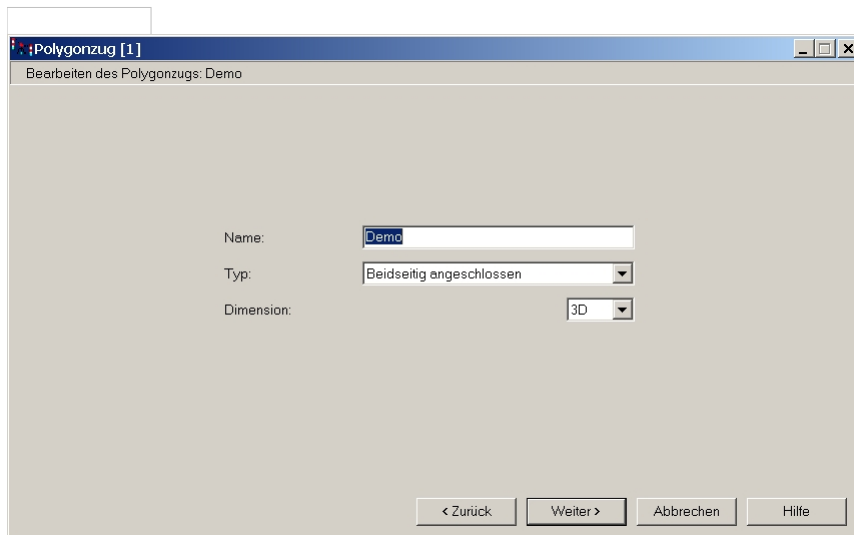 Polygonzug [1]
Bearbeiten des Polygonzugs: Demo
Name: Demo
Typ: Beidseitig angeschlossen
Dimension: 3D
< Zurück Weiter > Abbrechen Hilfe